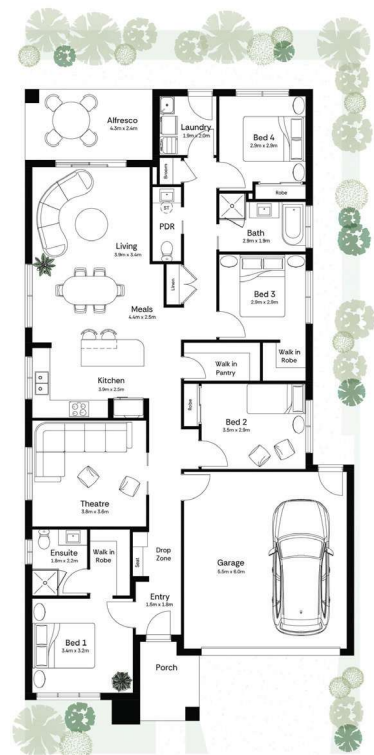 Alfresco
4.3m x 2.4m
Laundry
1.9m x 2.0m
Bed 4
2.9m x 2.9m
Robe
Broom
ST
PDR
Bath
2.9m x 1.9m
Living
3.9m x 3.4m
Linen
Bed 3
2.9m x 2.9m
Meals
4.4m x 2.5m
Walk in
Pantry
Walk in
Robe
Kitchen
3.9m x 2.5m
Robe
Bed 2
3.5m x 2.9m
Theatre
3.8m x 3.6m
Ensuite
1.8m x 2.2m
Walk in
Robe
Seat
Drop
Zone
Garage
5.5m x 6.0m
Entry
1.6m x 1.8m
Bed 1
3.4m x 3.2m
Porch